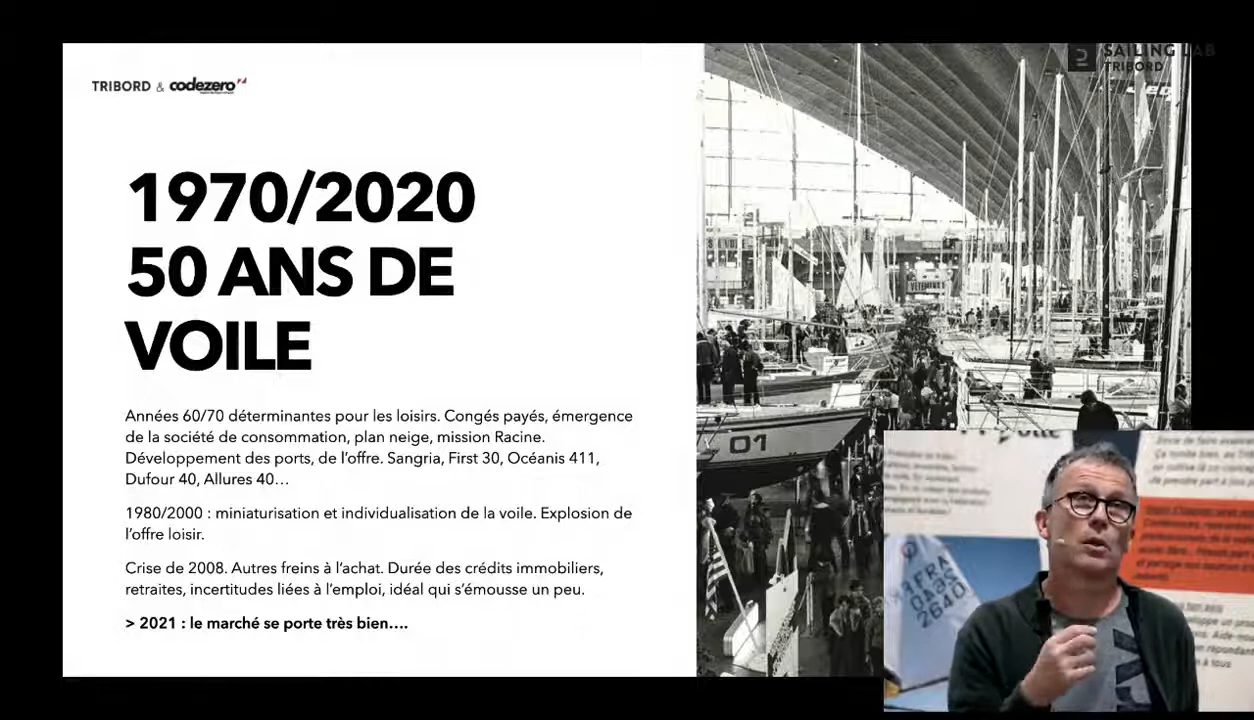 TRIBORD & codezero
SAILING LAB
TRIBORD
1970/2020
50 ANS DE
VOILE
Années 60/70 déterminantes pour les loisirs. Congés payés, émergence
de la société de consommation, plan neige, mission Racine.
Développement des ports, de l'offre. Sangria, First 30, Océanis 411,
Dufour 40, Allures 40…
1980/2000 : miniaturisation et individualisation de la voile. Explosion de
l'offre loisir.
Crise de 2008. Autres freins à l'achat. Durée des crédits immobiliers,
retraites, incertitudes liées à l'emploi, idéal qui s'émousse un peu.
> 2021 : le marché se porte très bien….
01
FRA
2640